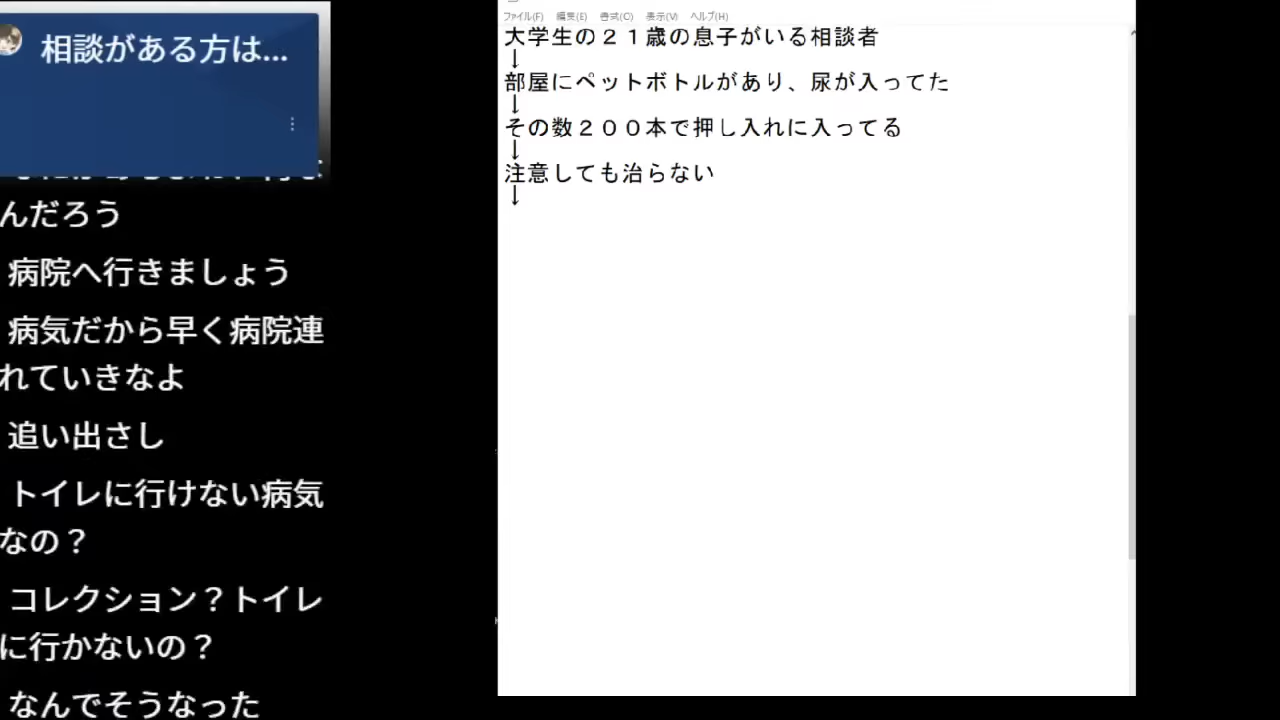 相談がある方は...
んだろう
病院へ行きましょう
病気だから早く病院連
れていきなよ
追い出さし
トイレに行けない病気
なの？
コレクション？トイレ
に行かないの？
なんでそうなった
ファイル(F) 編集(E) 書式(O) 表示(V) ヘルプ(H)
大学生の２１歳の息子がいる相談者
↓
部屋にペットボトルがあり、尿が入ってた
↓
その数２００本で押し入れに入ってる
↓
注意しても治らない
↓